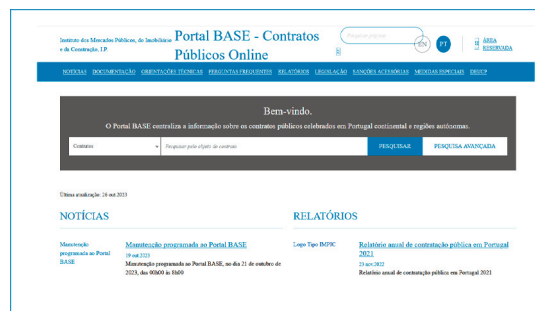 Instituto dos Mercados Públicos, do Imobiliário
e da Construção, I.P.
Portal BASE - Contratos
Públicos Online
Pesquisar página
EN
PT
ÁREA
RESERVADA
NOTÍCIAS DOCUMENTAÇÃO ORIENTAÇÕES TÉCNICAS PERGUNTAS FREQUENTES RELATÓRIOS LEGISLAÇÃO SANÇÕES ACESSÓRIAS MEDIDAS ESPECIAIS
Bem-vindo.
O Portal BASE centraliza a informação sobre os contratos públicos celebrados em Portugal continental e regiões autónomas.
Contratos
Pesquisar pelo objeto do contrato
PESQUISAR
PESQUISA AVANÇADA
Última atualização: 26 out 2023
NOTÍCIAS
Manutenção
programada ao Portal
BASE
Manutenção programada ao Portal BASE
19 out 2023
Manutenção programada ao Portal BASE, no dia 21 de outubro de
2023, das 00h00 às 8h00
RELATÓRIOS
Logo Tipo IMPIC
Relatório anual de contratação pública em Portugal
2021
23 nov 2022
Relatório anual de contratação pública em Portugal 2021